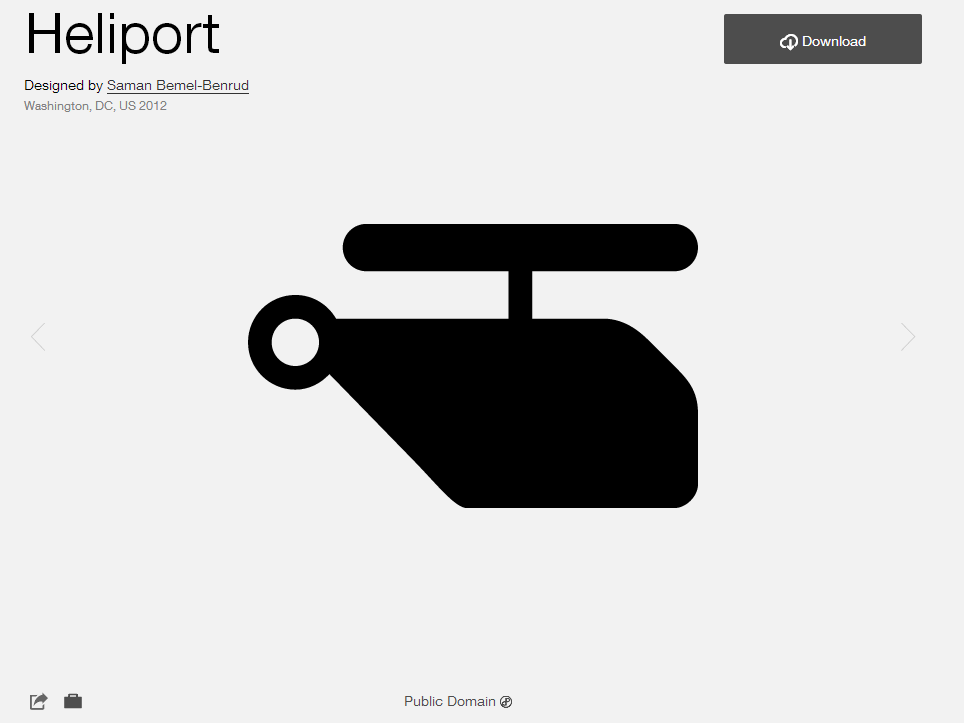 Heliport
Download
Designed by Saman Bemel-Benrud
Washington, DC, US 2012
Public Domain